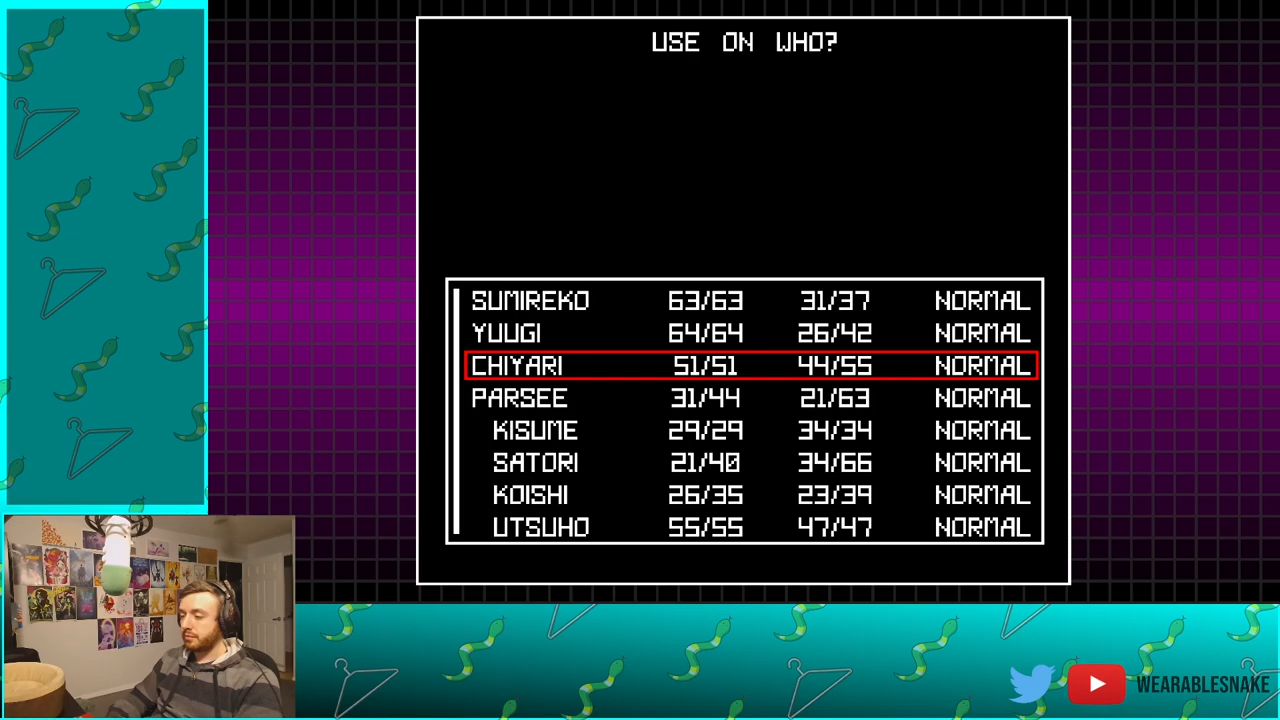 USE ON WHO?
SUMIREKO 63/63 31/37 NORMAL
YUUGI 64/64 26/42 NORMAL
CHIYARI 51/51 44/55 NORMAL
PARSEE 31/44 21/63 NORMAL
KISUME 29/29 34/34 NORMAL
SATORI 21/40 34/66 NORMAL
KOISHI 26/35 23/39 NORMAL
UTSUHO 55/55 47/47 NORMAL
WEARABLESNAKE